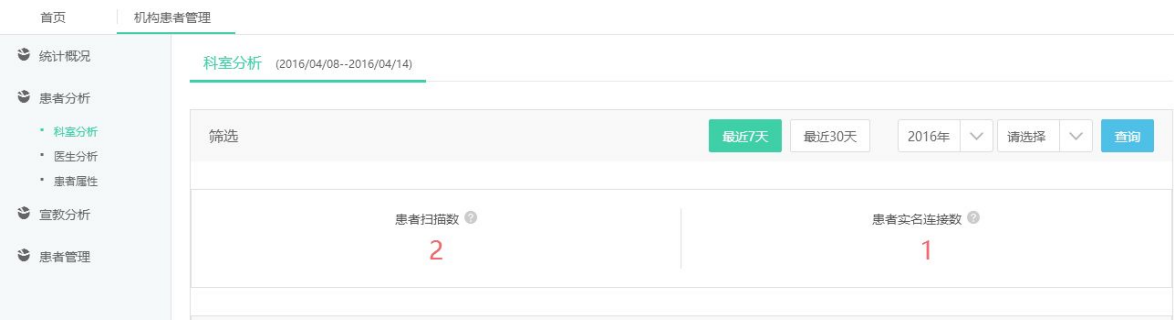 首页 机构患者管理
统计概况
患者分析
科室分析
医生分析
患者属性
宣教分析
患者管理
科室分析 (2016/04/08--2016/04/14)
筛选 最近7天 最近30天 2016年 请选择 查询
患者扫描数 ?
2
患者实名连接数 ?
1